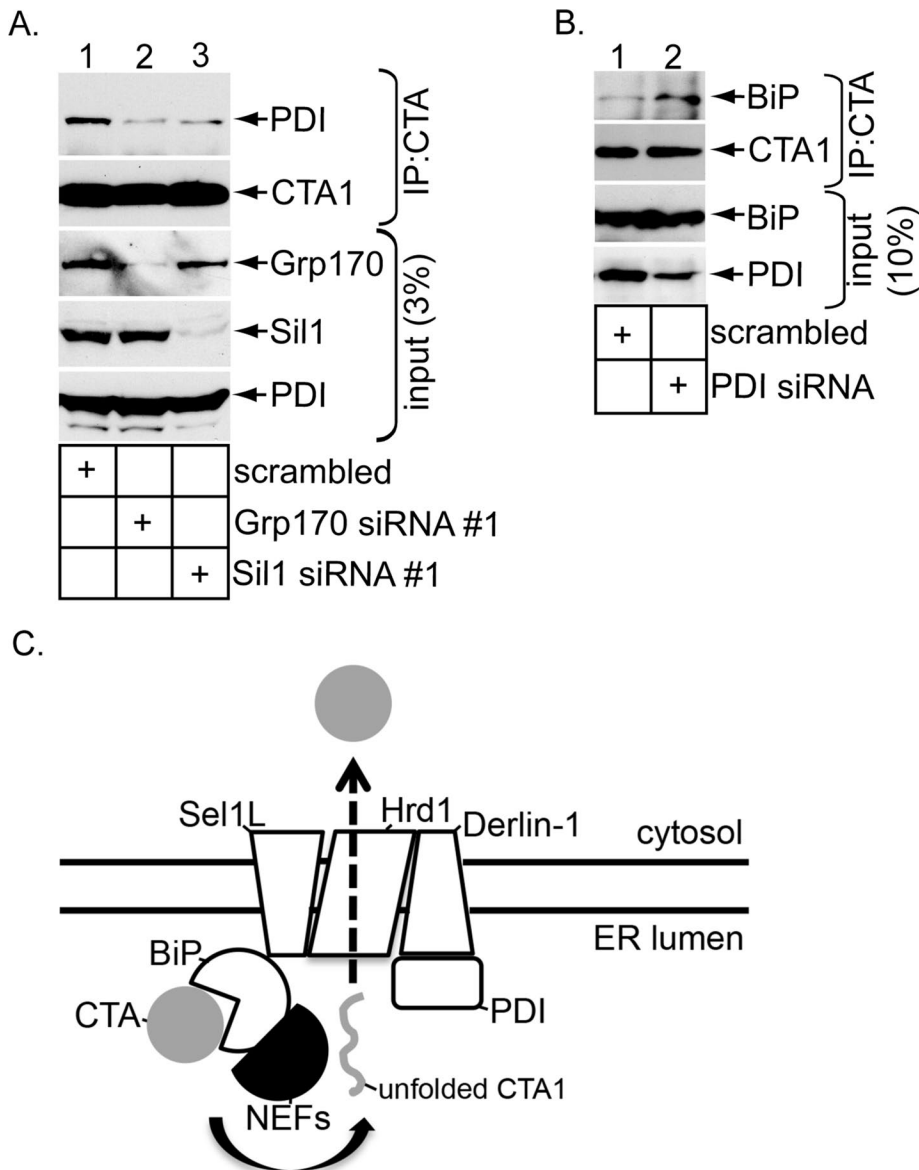 A.
1 2 3
PDI
CTA1
IP:CTA
Grp170
Sil1
PDI
input (3%)
+ scrambled
+ Grp170 siRNA #1
+ Sil1 siRNA #1
B.
1 2
BiP
CTA1
IP:CTA
BiP
PDI
input
(10%)
+ scrambled
+ PDI siRNA
C.
Sel1L Hrd1 Derlin-1
cytosol
ER lumen
BiP
CTA
PDI
unfolded CTA1
NEFs